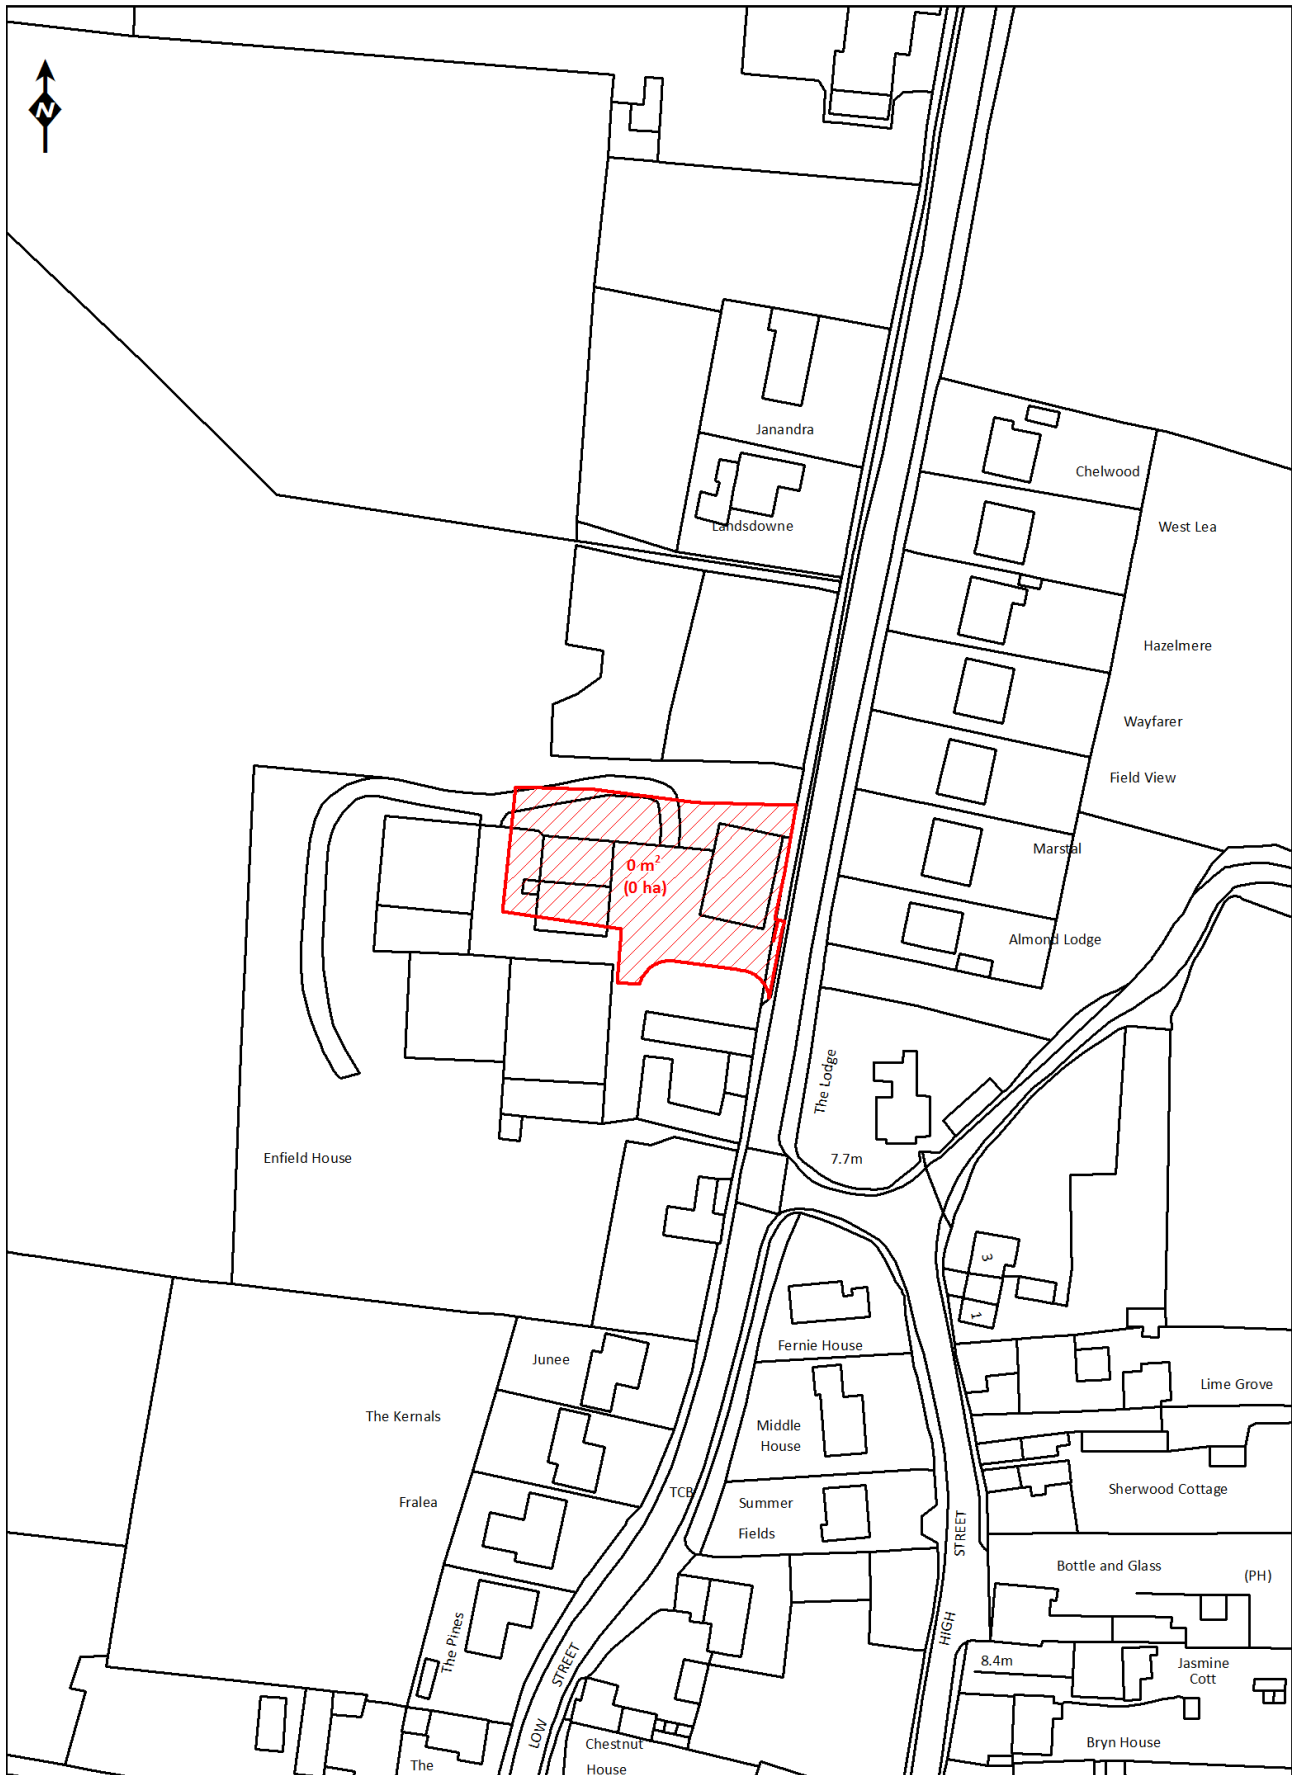 N
Janandra
Chelwood
Landsdowne
West Lea
Hazelmere
Wayfarer
Field View
Marstal
0 m²
(0 ha)
Almond Lodge
The Lodge
7.7m
Enfield House
3
1
Fernie House
Junee
Lime Grove
The Kernals
Middle
House
TCB
Sherwood Cottage
Fralea
Summer
Fields
STREET
HIGH
Bottle and Glass
(PH)
The Pines
STREET
LOW
8.4m
Jasmine
Cott
Chestnut
House
Bryn House
The